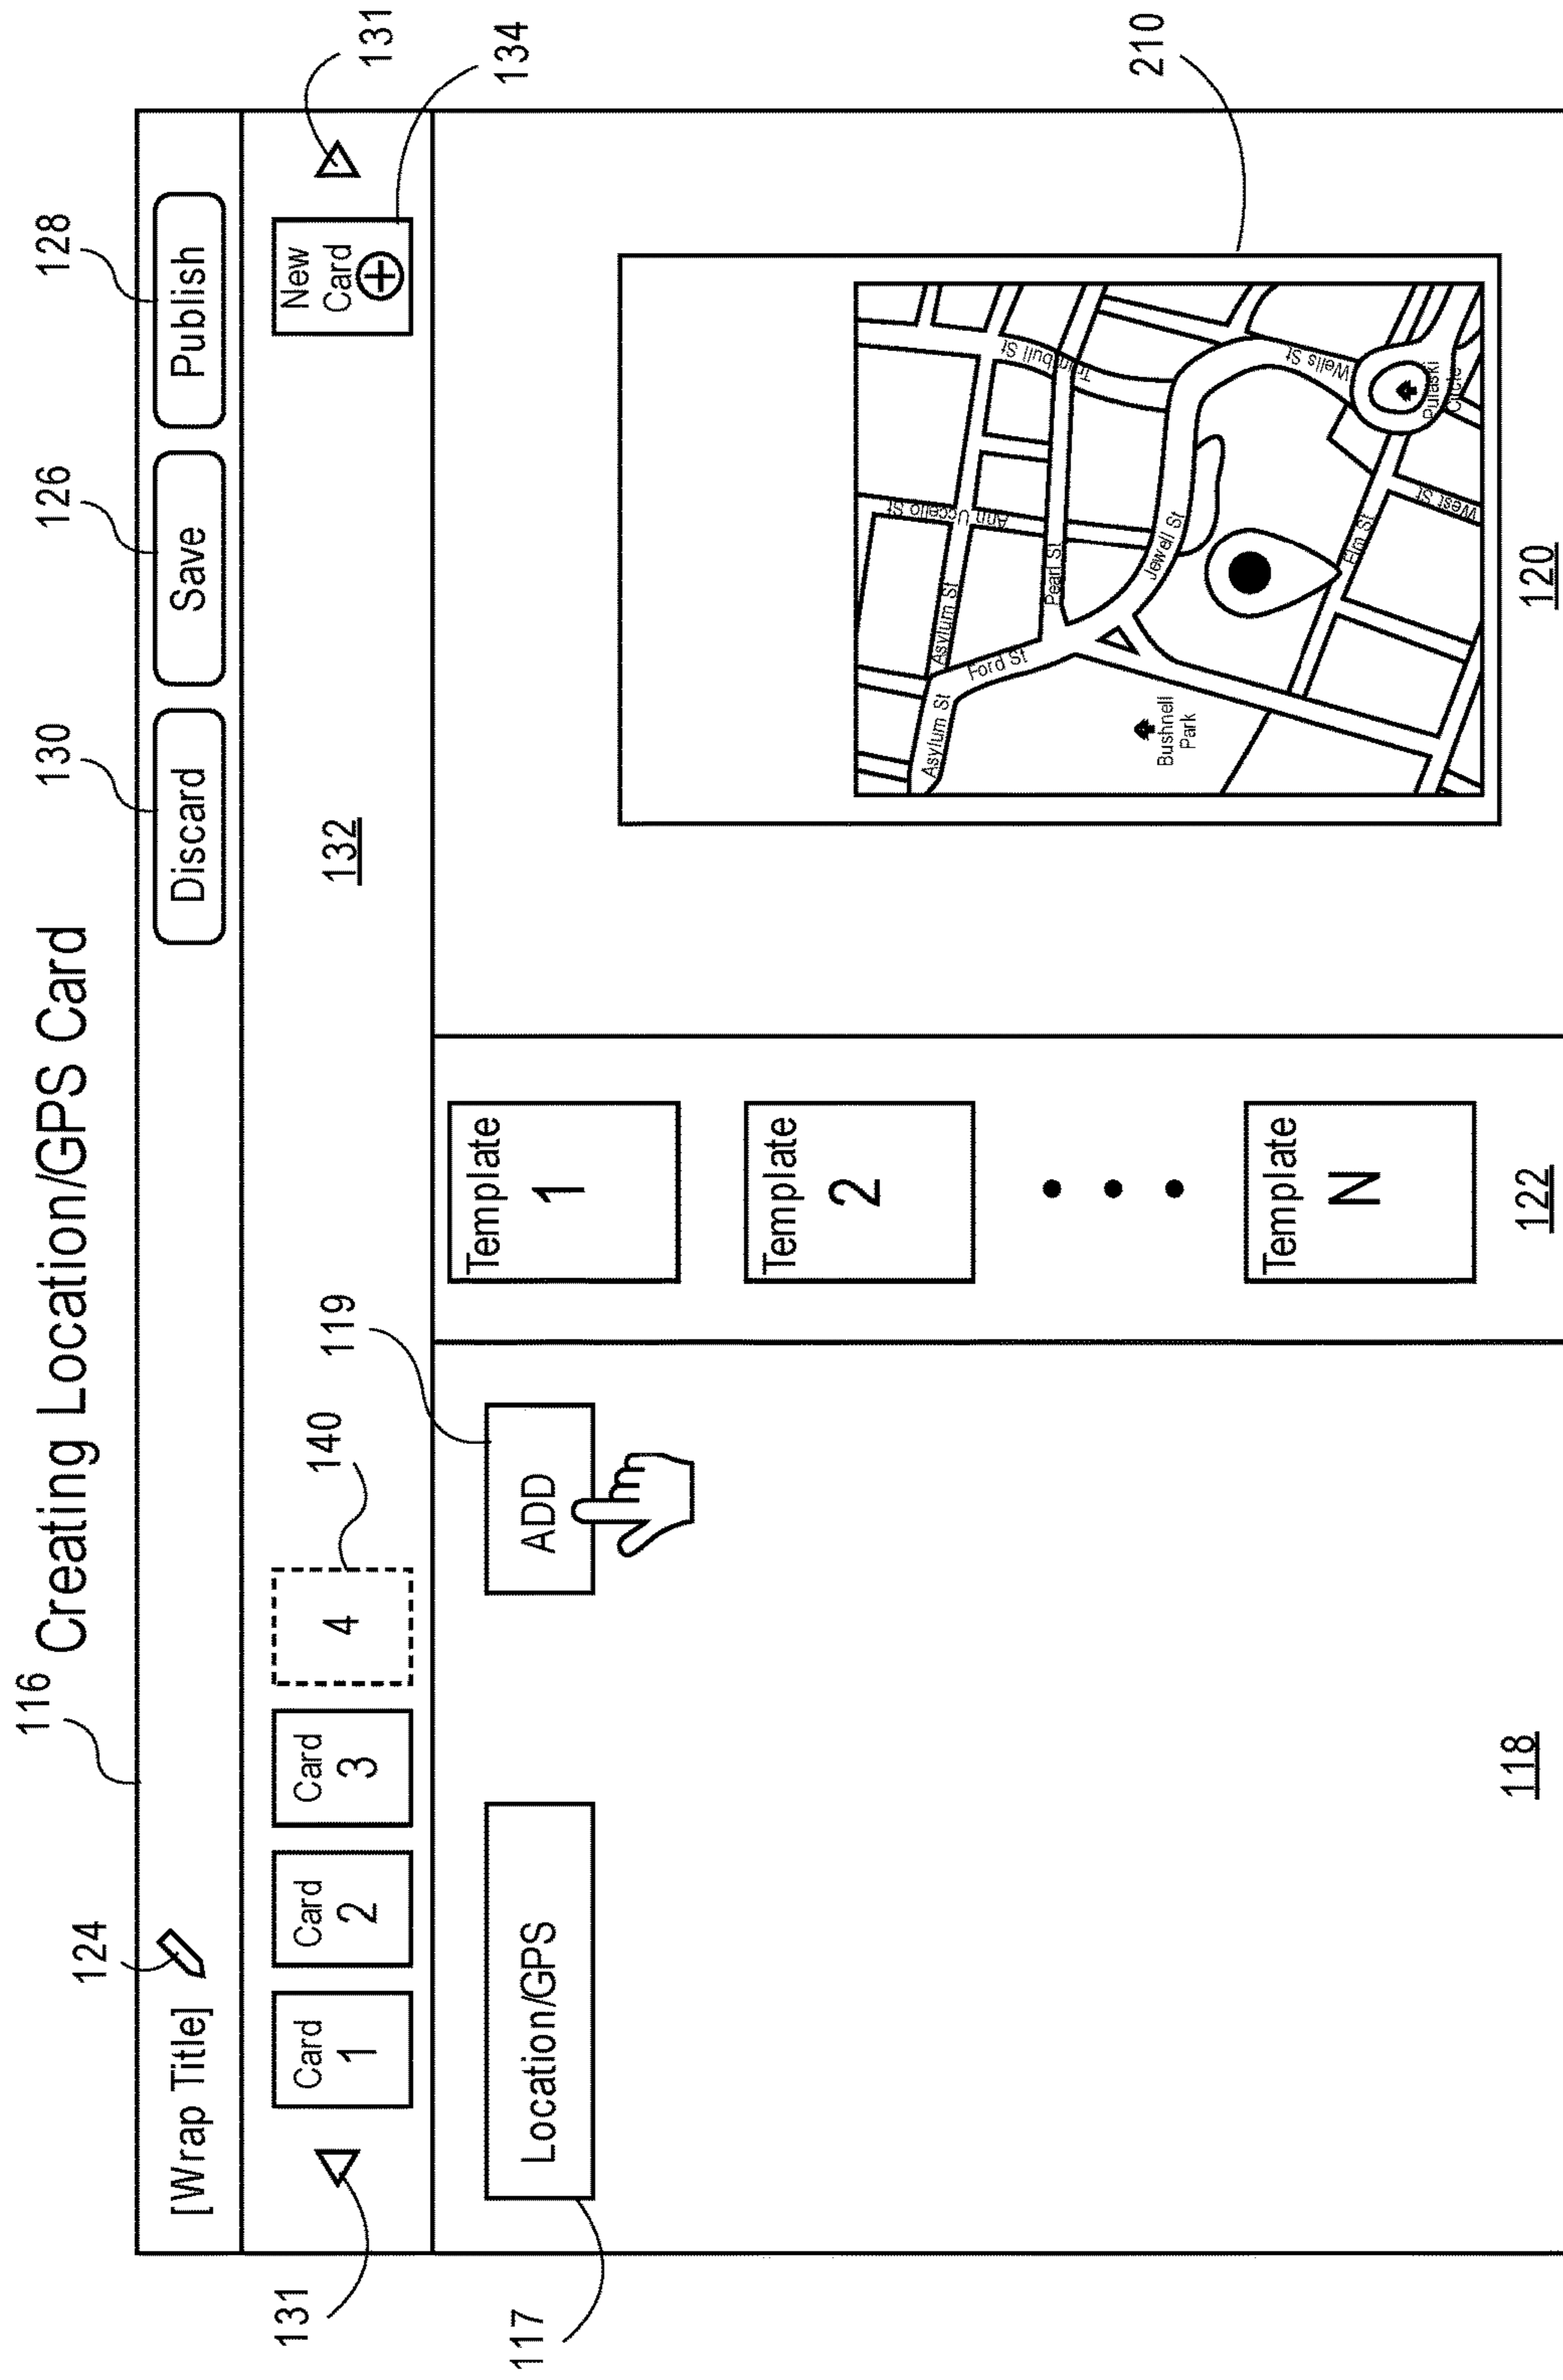 Creating Location/GPS Card
116
124
130
126
128
[Wrap Title]
Discard
Save
Publish
131
131
134
Card
1
Card
2
Card
3
4
140
132
New
Card
117
Location/GPS
ADD
119
118
Template
1
Template
2
Template
N
122
210
Asylum St
Asylum St
Ford St
Pearl St
Ann Uccello St
Trumbull St
Jewell St
Wells St
Bushnell
Park
Elm St
West St
Pulaski
Circle
120